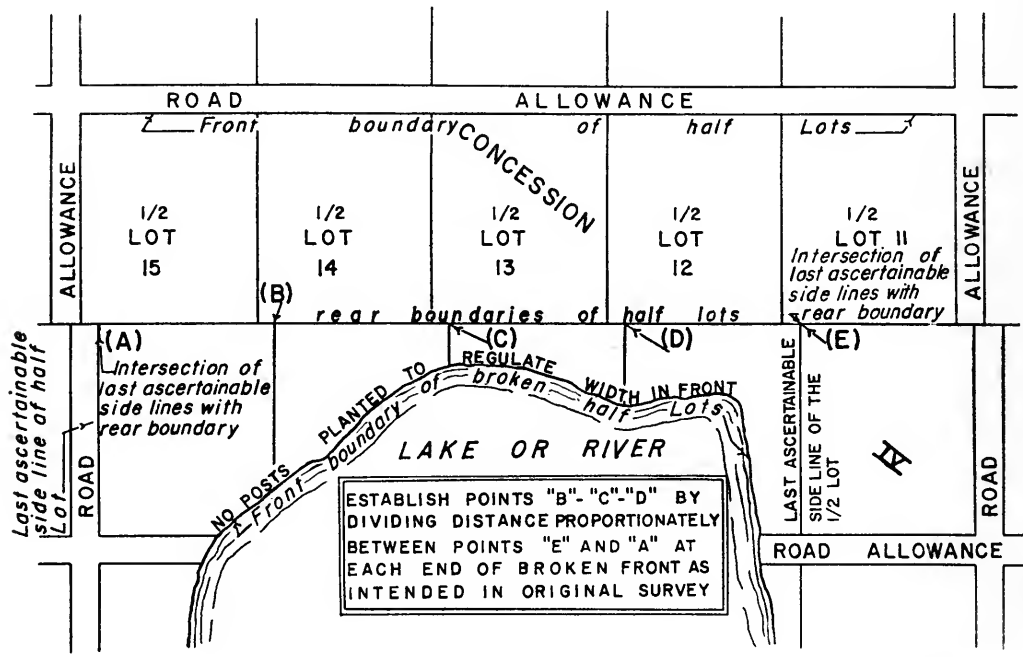 ROAD ALLOWANCE
Front boundary of half Lots
CONCESSION
ALLOWANCE
ALLOWANCE
1/2
LOT
15
1/2
LOT
14
1/2
LOT
13
1/2
LOT
12
1/2
LOT 11
Intersection of
last ascertainable
side lines with
rear boundary
(B)
rear boundaries of half lots
(A)
(C)
(D)
(E)
Intersection of
last ascertainable
side lines with
rear boundary
Last ascertainable
side line of half
Lot
ROAD
NO POSTS PLANTED TO REGULATE WIDTH IN FRONT
Front boundary of broken half Lots
LAKE OR RIVER
LAST ASCERTAINABLE
SIDE LINE OF THE
1/2 LOT
IV
ROAD
ESTABLISH POINTS "B"-"C"-"D" BY
DIVIDING DISTANCE PROPORTIONATELY
BETWEEN POINTS "E" AND "A" AT
EACH END OF BROKEN FRONT AS
INTENDED IN ORIGINAL SURVEY
ROAD ALLOWANCE